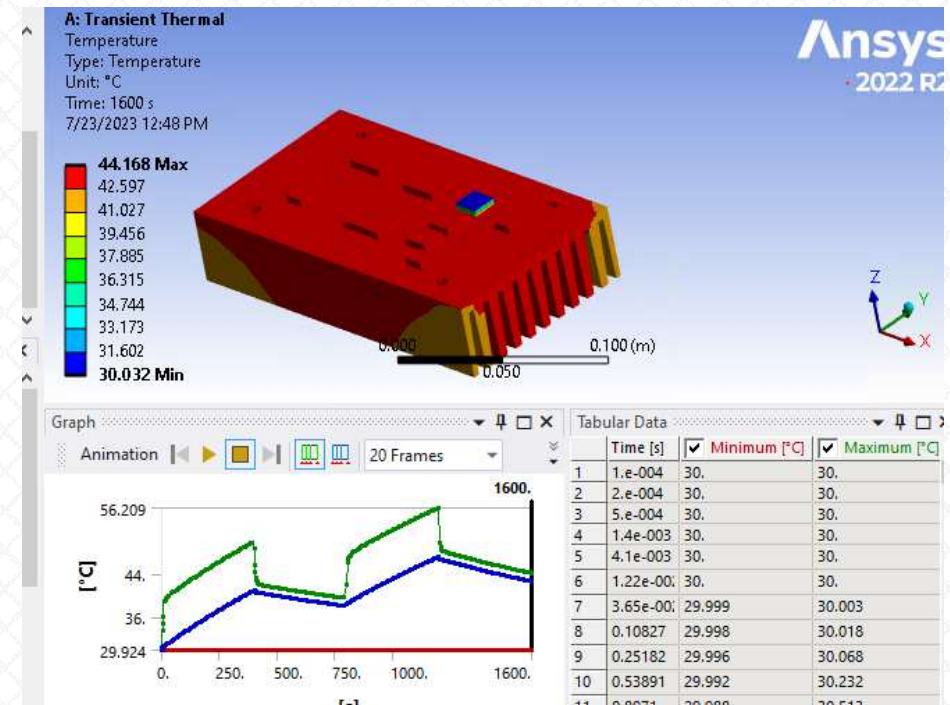 A: Transient Thermal
Temperature
Type: Temperature
Unit: °C
Time: 1600 s
7/23/2023 12:48 PM
Ansys
2022 R2
44.168 Max
42.597
41.027
39.456
37.885
36.315
34.744
33.173
31.602
30.032 Min
0.000
0.100 (m)
0.050
Z
Y
X
Graph
Tabular Data
Animation
20 Frames
Time [s] Minimum [°C] Maximum [°C]
1 1.e-004 30. 30.
2 2.e-004 30. 30.
3 5.e-004 30. 30.
4 1.4e-003 30. 30.
5 4.1e-003 30. 30.
6 1.22e-00 30. 30.
7 3.65e-00 29.999 30.003
8 0.10827 29.998 30.018
9 0.25182 29.996 30.068
10 0.53891 29.992 30.232
1600.
56.209
44.
36.
29.924
[°C]
0. 250. 500. 750. 1000. 1600.